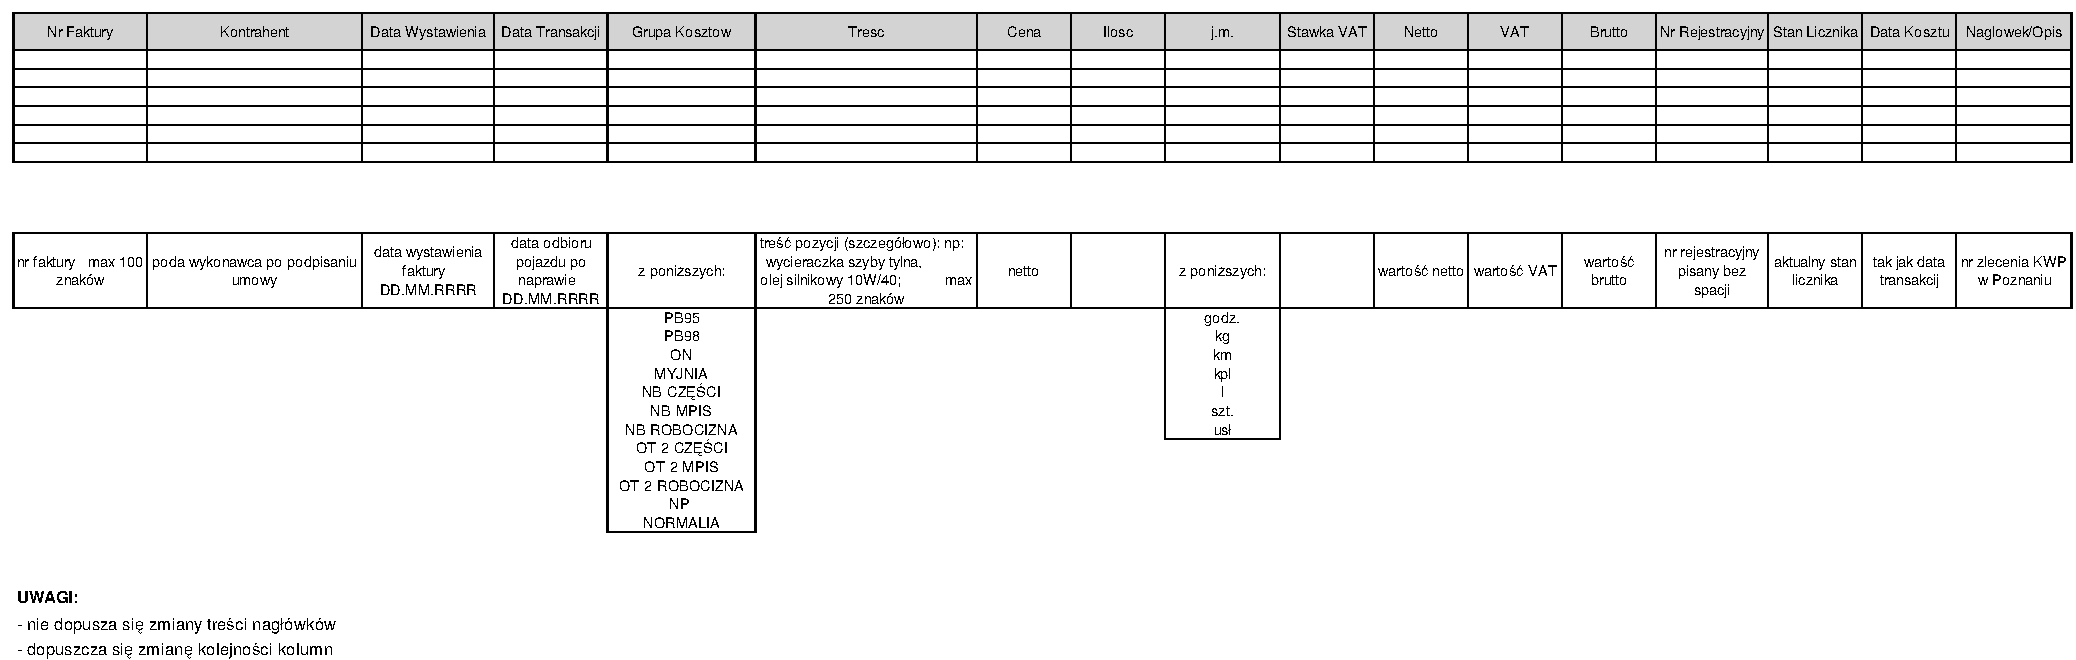 Nr Faktury Kontrahent Data Wystawienia Data Transakcji Grupa Kosztow Tresc Cena Ilosc j.m. Stawka VAT Netto VAT Brutto Nr Rejestracyjny Stan Licznika Data Kosztu Naglowek/Opis
nr faktury max 100
znaków
poda wykonawca po podpisaniu
umowy
data wystawienia
faktury
DD.MM.RRRR
data odbioru
pojazdu po
naprawie
DD.MM.RRRR
z poniższych:
treść pozycji (szczegółowo): np:
wycieraczka szyby tylna,
olej silnikowy 10W/40; max
250 znaków
netto
z poniższych:
wartość netto
wartość VAT
wartość
brutto
nr rejestracyjny
pisany bez
spacji
aktualny stan
licznika
tak jak data
transakcij
nr zlecenia KWP
w Poznaniu
PB95
PB98
ON
MYJNIA
NB CZĘŚCI
NB MPIS
NB ROBOCIZNA
OT 2 CZĘŚCI
OT 2 MPIS
OT 2 ROBOCIZNA
NP
NORMALIA
godz.
kg
km
kpl
l
szt.
usł
UWAGI:
- nie dopusza się zmiany treści nagłówków
- dopuszcza się zmianę kolejności kolumn